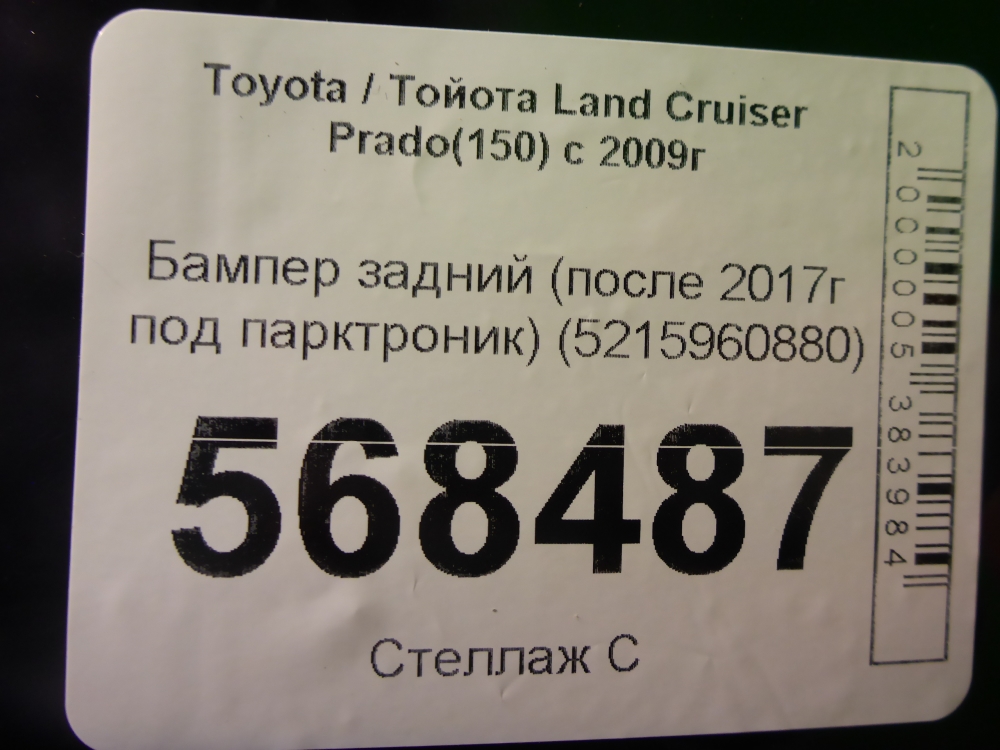 Toyota / Тойота Land Cruiser
Prado(150) с 2009г
Бампер задний (после 2017г
под парктроник) (5215960880)
568487
Стеллаж С
2000005383984